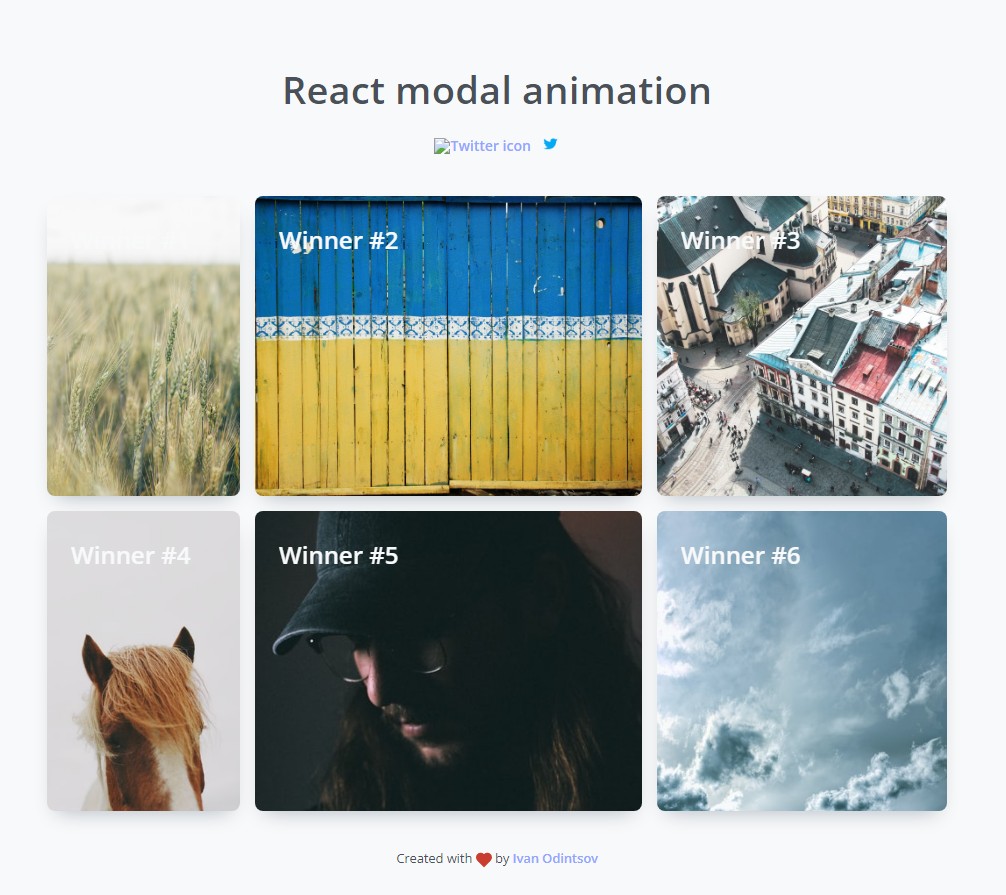 React modal animation
Twitter icon
Winner #2
Winner #3
Winner #4
Winner #5
Winner #6
Created with by Ivan Odintsov